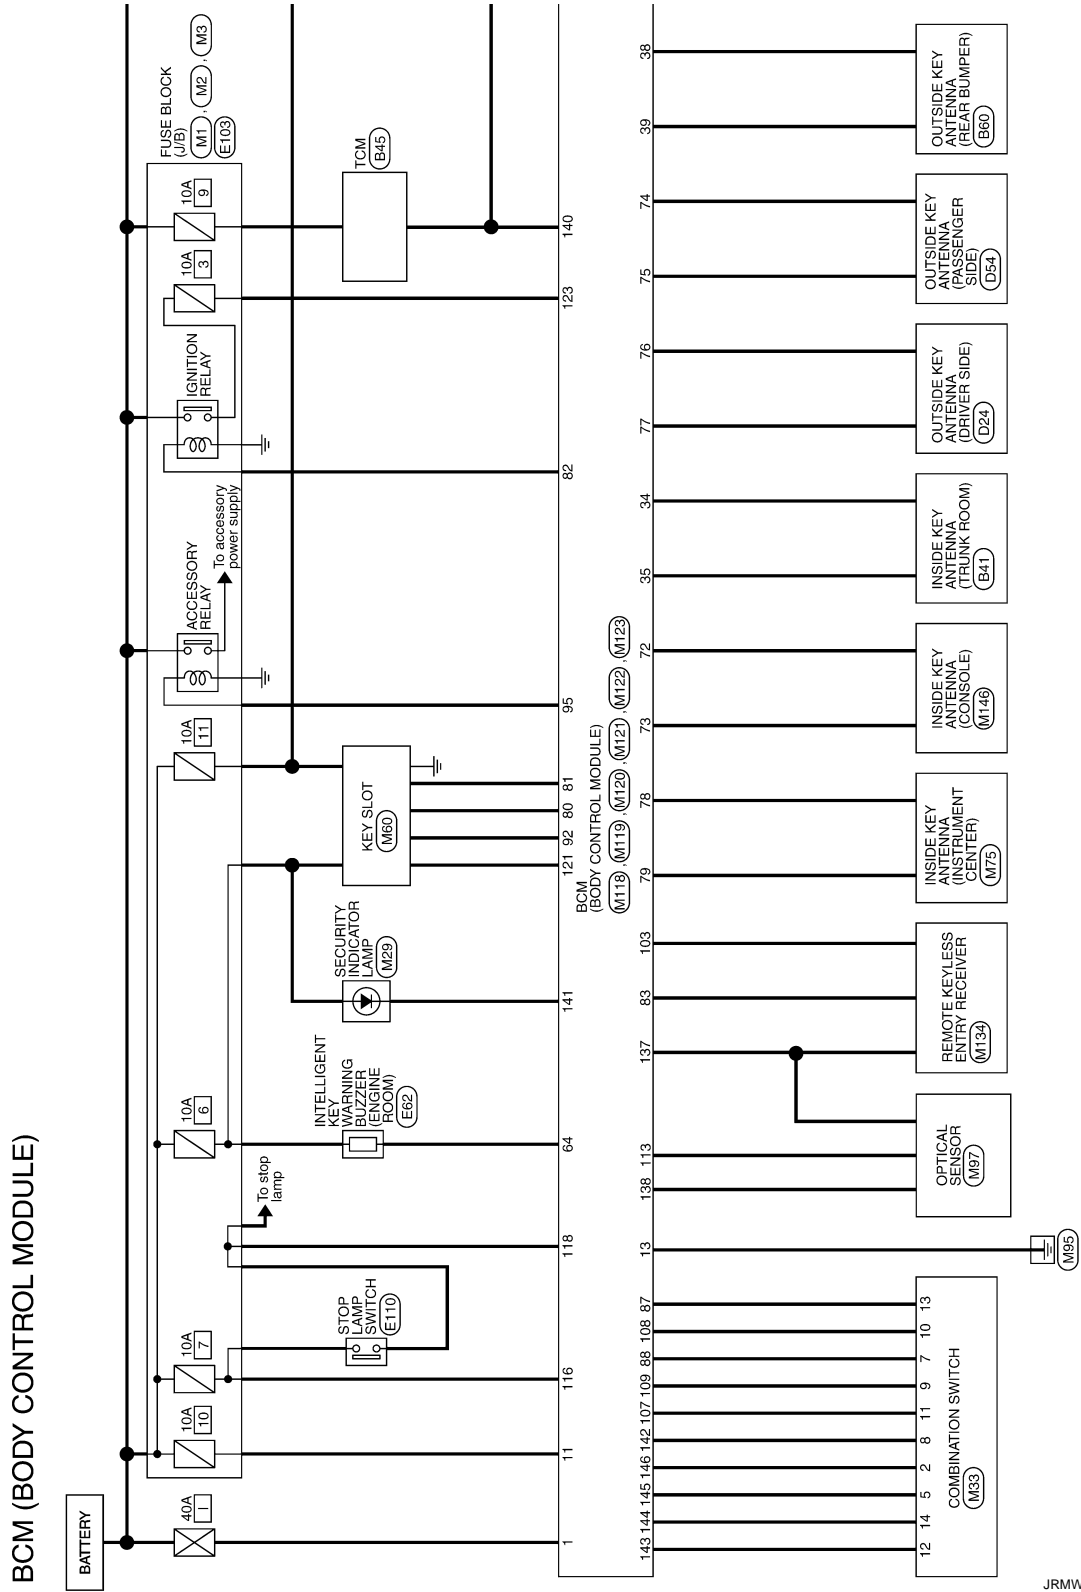 BCM (BODY CONTROL MODULE)
BATTERY
40A
I
10A
10
10A
7
10A
6
10A
11
10A
3
10A
9
FUSE BLOCK
(J/B)
M1 , M2 , M3
E103
ACCESSORY
RELAY
To accessory
power supply
IGNITION
RELAY
To stop
lamp
STOP
LAMP
SWITCH
E110
INTELLIGENT
KEY
WARNING
BUZZER
(ENGINE
ROOM)
E62
SECURITY
INDICATOR
LAMP
M29
KEY SLOT
M60
TCM
B45
1 11 116 118 64 141 121 92 80 81 95 82 123 140
BCM
(BODY CONTROL MODULE)
M118 , M119 , M120 , M121 , M122 , M123
143 144 145 146 142 107 109 88 108 87 13 138 113 137 83 103 79 78 73 72 35 34 77 76 75 74 39 38
12 14 5 2 8 11 9 7 10 13
COMBINATION SWITCH
M33
M95
OPTICAL
SENSOR
M97
REMOTE KEYLESS
ENTRY RECEIVER
M134
INSIDE KEY
ANTENNA
(INSTRUMENT
CENTER)
M75
INSIDE KEY
ANTENNA
(CONSOLE)
M146
INSIDE KEY
ANTENNA
(TRUNK ROOM)
B41
OUTSIDE KEY
ANTENNA
(DRIVER SIDE)
D24
OUTSIDE KEY
ANTENNA
(PASSENGER
SIDE)
D54
OUTSIDE KEY
ANTENNA
(REAR BUMPER)
B60
JRMW